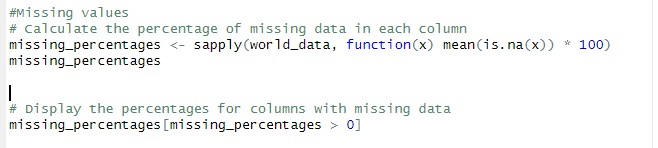 #Missing values
# Calculate the percentage of missing data in each column
missing_percentages <- sapply(world_data, function(x) mean(is.na(x)) * 100)
missing_percentages
# Display the percentages for columns with missing data
missing_percentages[missing_percentages > 0]